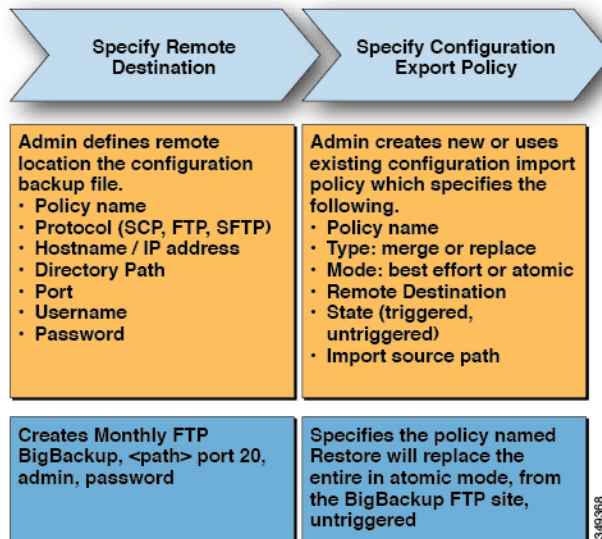 Specify Remote
Destination
Specify Configuration
Export Policy
Admin defines remote
location the configuration
backup file.
• Policy name
• Protocol (SCP, FTP, SFTP)
• Hostname / IP address
• Directory Path
• Port
• Username
• Password
Admin creates new or uses
existing configuration import
policy which specifies the
following.
• Policy name
• Type: merge or replace
• Mode: best effort or atomic
• Remote Destination
• State (triggered,
untriggered)
• Import source path
Creates Monthly FTP
BigBackup, <path> port 20,
admin, password
Specifies the policy named
Restore will replace the
entire in atomic mode, from
the BigBackup FTP site,
untriggered
349368